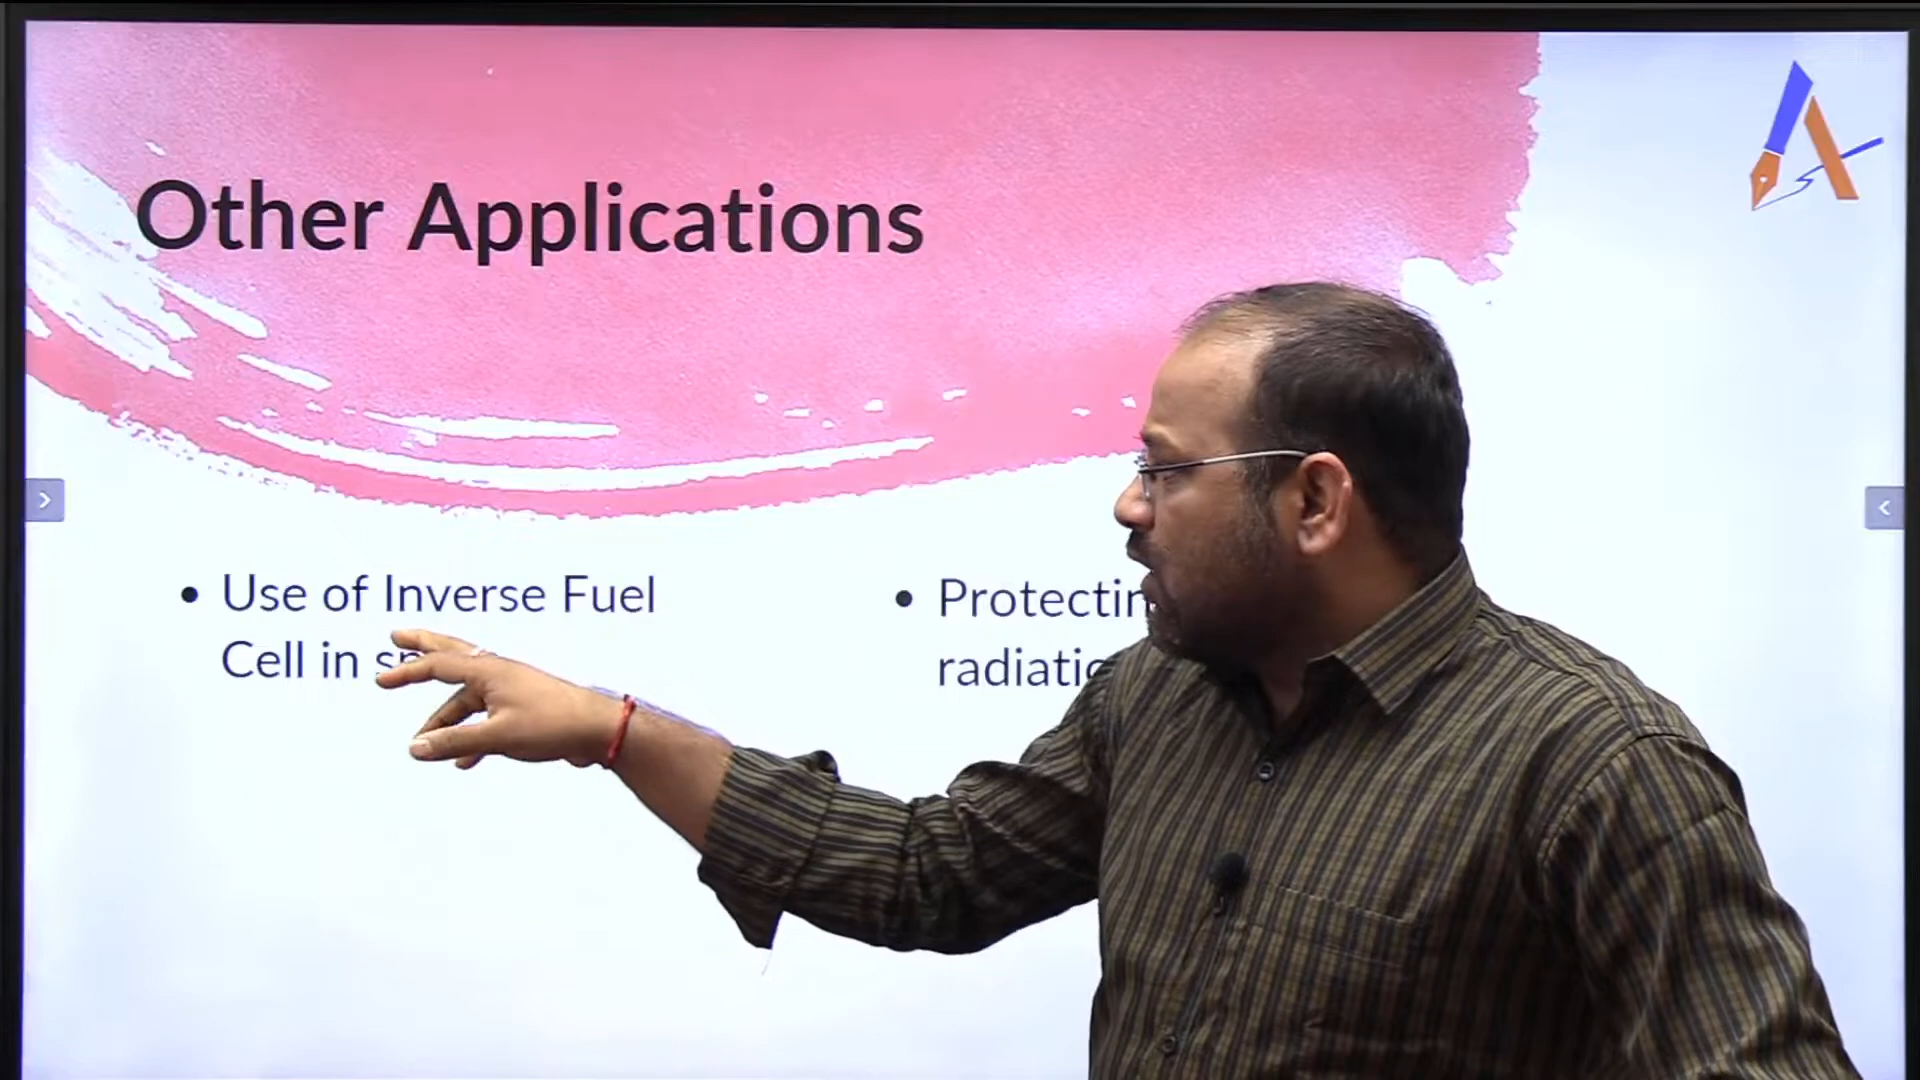 Other Applications
• Use of Inverse Fuel
Cell in
• Protectin
radiati